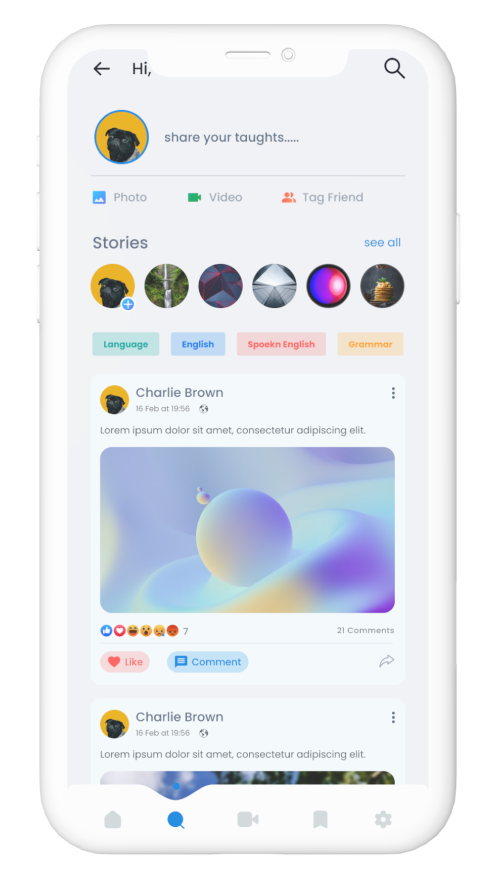 Hi,
share your taughts.....
Photo Video Tag Friend
Stories see all
Language English Spoekn English Grammar
Charlie Brown
16 Feb at 19:56
Lorem ipsum dolor sit amet, consectetur adipiscing elit.
7 21 Comments
Like Comment
Charlie Brown
16 Feb at 19:56
Lorem ipsum dolor sit amet, consectetur adipiscing elit.